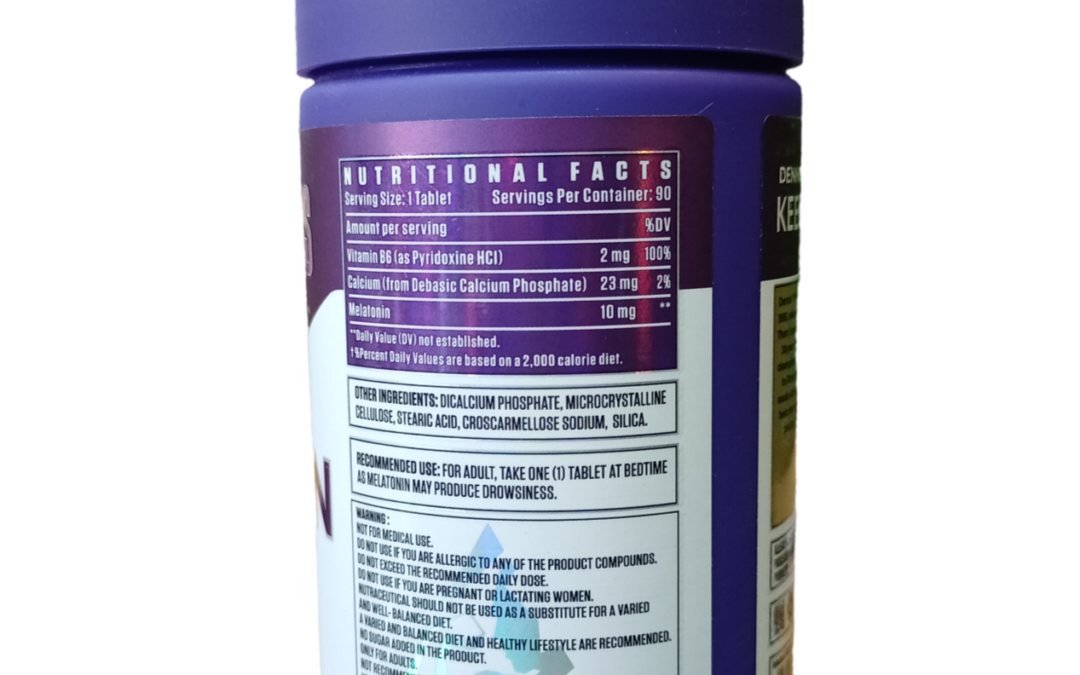 NUTRITIONAL FACTS
Serving Size: 1 Tablet Servings Per Container: 90
Amount per serving %DV
Vitamin B6 (as Pyridoxine HCI) 2 mg 100%
Calcium (from Debasic Calcium Phosphate) 23 mg 2%
Melatonin 10 mg **
**Daily Value (DV) not established.
†%Percent Daily Values are based on a 2,000 calorie diet.
OTHER INGREDIENTS: DICALCIUM PHOSPHATE, MICROCRYSTALLINE
CELLULOSE, STEARIC ACID, CROSCARMELLOSE SODIUM, SILICA.
RECOMMENDED USE: FOR ADULT, TAKE ONE (1) TABLET AT BEDTIME
AS MELATONIN MAY PRODUCE DROWSINESS.
WARNING:
NOT FOR MEDICAL USE.
DO NOT USE IF YOU ARE ALLERGIC TO ANY OF THE PRODUCT COMPOUNDS.
DO NOT EXCEED THE RECOMMENDED DAILY DOSE.
DO NOT USE IF YOU ARE PREGNANT OR LACTATING WOMEN.
NUTRACEUTICAL SHOULD NOT BE USED AS A SUBSTITUTE FOR A VARIED
AND WELL- BALANCED DIET.
A VARIED AND BALANCED DIET AND HEALTHY LIFESTYLE ARE RECOMMENDED.
NO SUGAR ADDED IN THE PRODUCT.
ONLY FOR ADULTS.
NOT